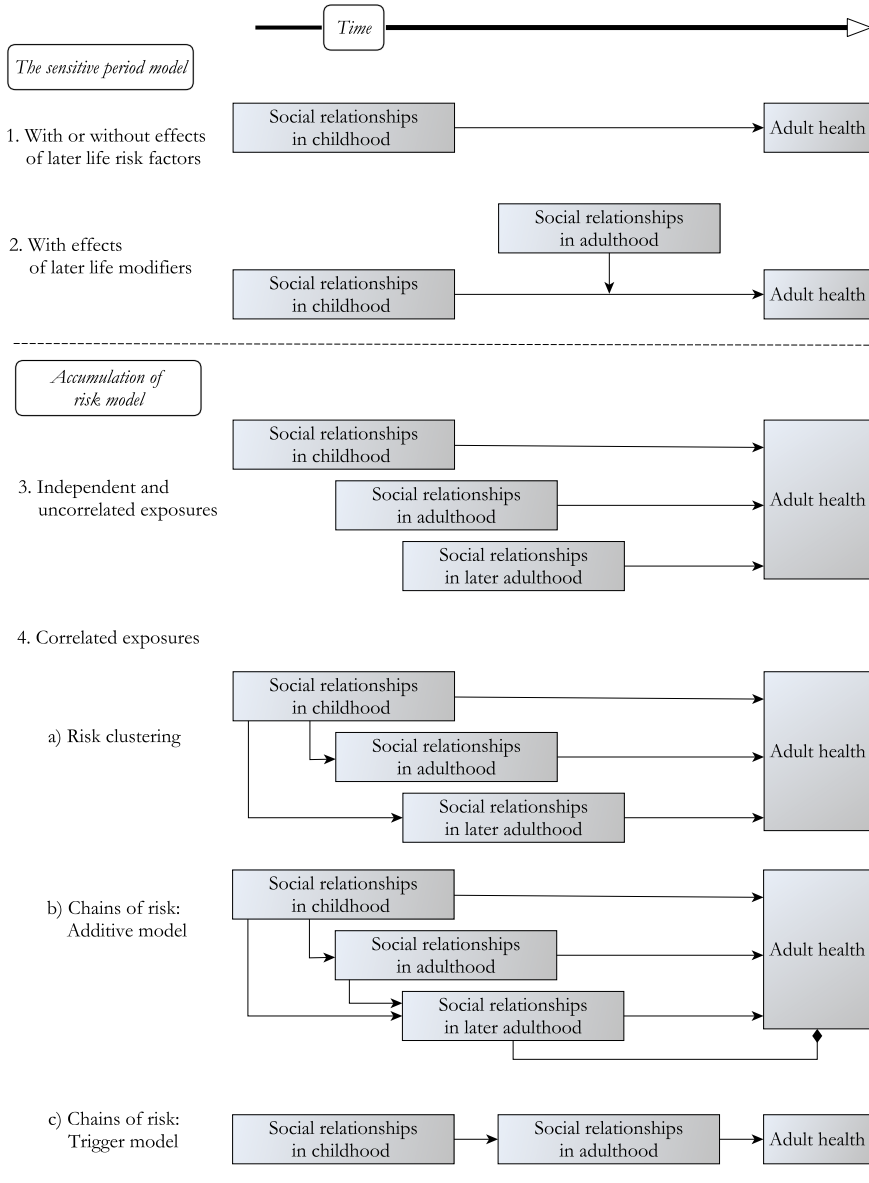 Time
The sensitive period model
1. With or without effects
of later life risk factors
Social relationships
in childhood
Adult health
2. With effects
of later life modifiers
Social relationships
in adulthood
Social relationships
in childhood
Adult health
Accumulation of
risk model
3. Independent and
uncorrelated exposures
Social relationships
in childhood
Social relationships
in adulthood
Social relationships
in later adulthood
Adult health
4. Correlated exposures
a) Risk clustering
Social relationships
in childhood
Social relationships
in adulthood
Social relationships
in later adulthood
Adult health
b) Chains of risk:
Additive model
Social relationships
in childhood
Social relationships
in adulthood
Social relationships
in later adulthood
Adult health
c) Chains of risk:
Trigger model
Social relationships
in childhood
Social relationships
in adulthood
Adult health